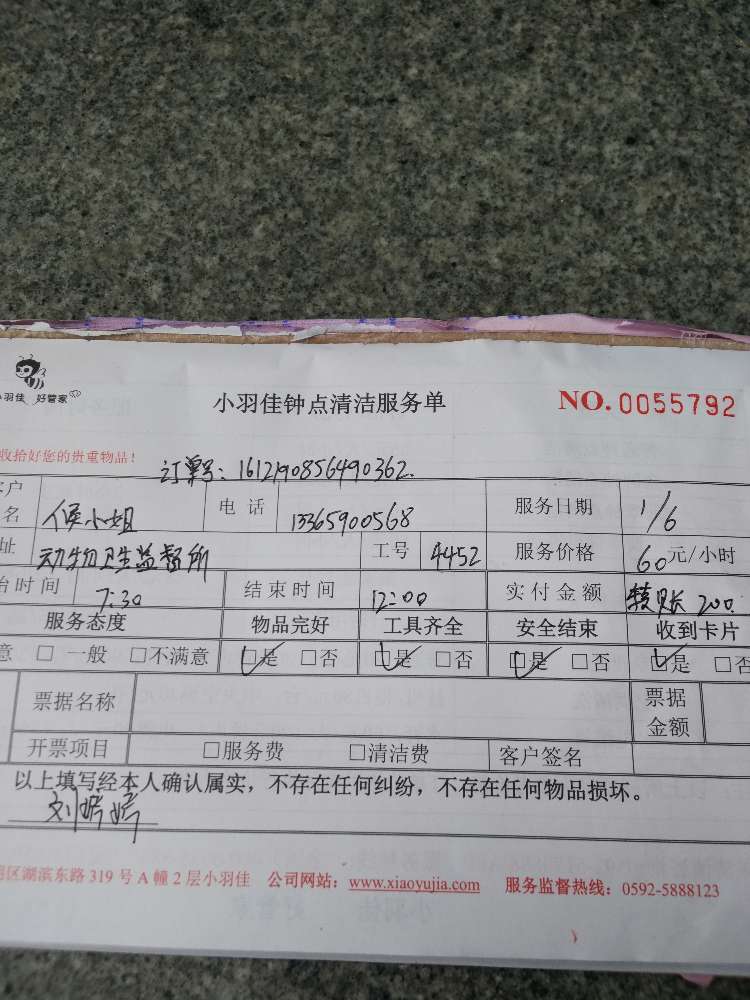 小羽佳 好管家
小羽佳钟点清洁服务单 NO. 0055792
收拾好您的贵重物品！
订单号：1612190856490362.
客户 名 候小姐 电 话 13365900568 服务日期 1/6
址 动物卫生监督所 工号 4452 服务价格 60元/小时
始时间 7:30 结束时间 12:00 实付金额 转账 200.
服务态度 物品完好 工具齐全 安全结束 收到卡片
意 □ 一般 □不满意 □是 □否 □是 □否 □是 □否 □是 □否
票据名称 票据金额
开票项目 □服务费 □清洁费 客户签名
以上填写经本人确认属实，不存在任何纠纷，不存在任何物品损坏。
刘婷婷
区湖滨东路 319 号 A 幢 2 层小羽佳 公司网站：www.xiaoyujia.com 服务监督热线：0592-5888123